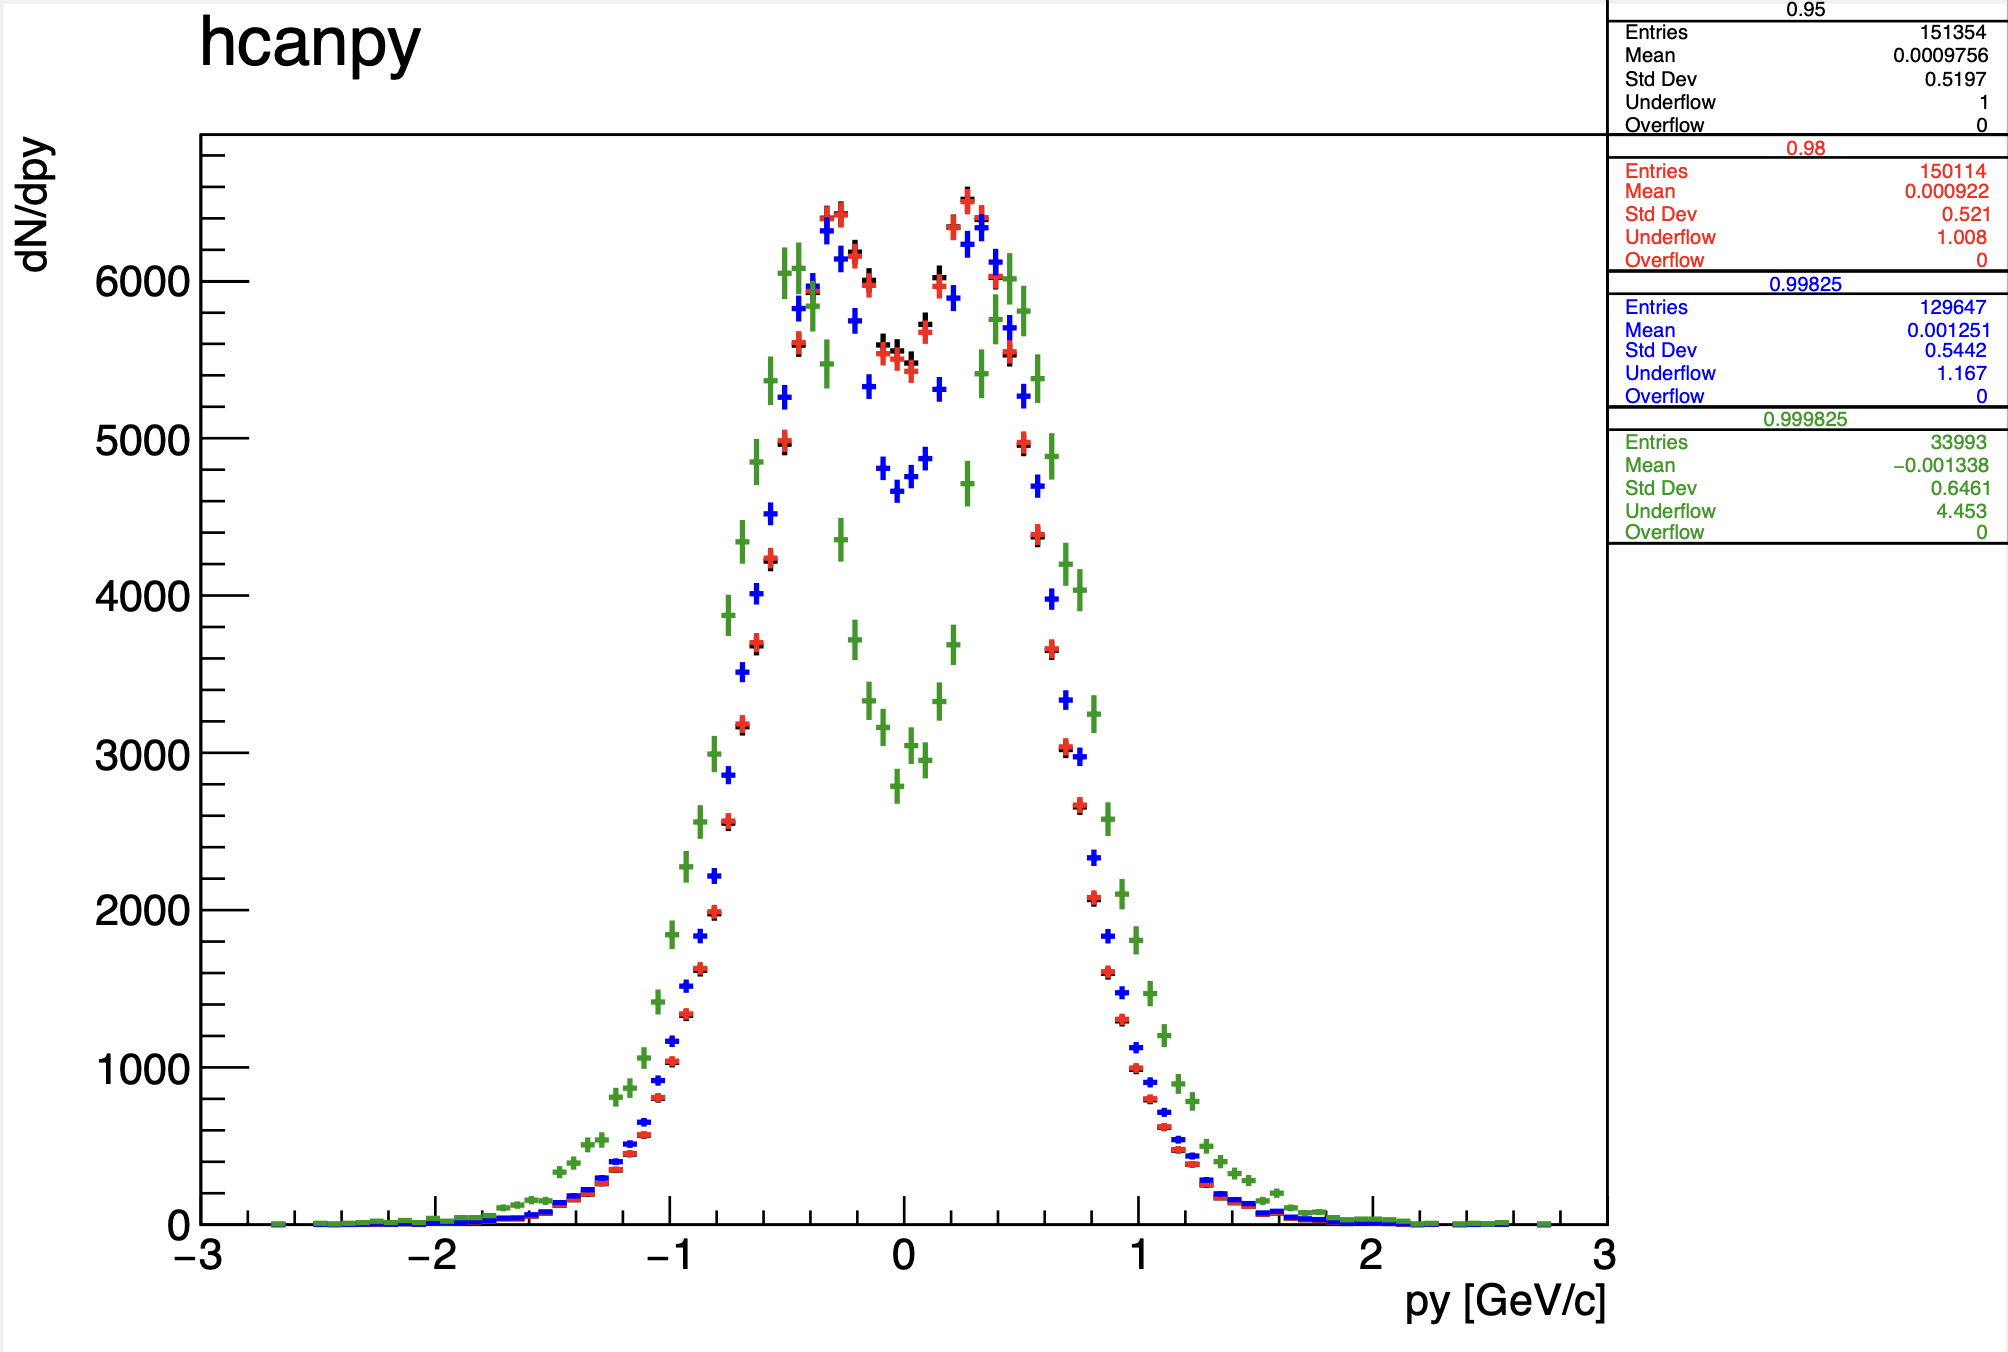 hcanpy
dN/dpy
6000
5000
4000
3000
2000
1000
0
−3 −2 −1 0 1 2 3
py [GeV/c]
0.95
Entries 151354
Mean 0.0009756
Std Dev 0.5197
Underflow 1
Overflow 0
0.98
Entries 150114
Mean 0.000922
Std Dev 0.521
Underflow 1.008
Overflow 0
0.99825
Entries 129647
Mean 0.001251
Std Dev 0.5442
Underflow 1.167
Overflow 0
0.999825
Entries 33993
Mean −0.001338
Std Dev 0.6461
Underflow 4.453
Overflow 0